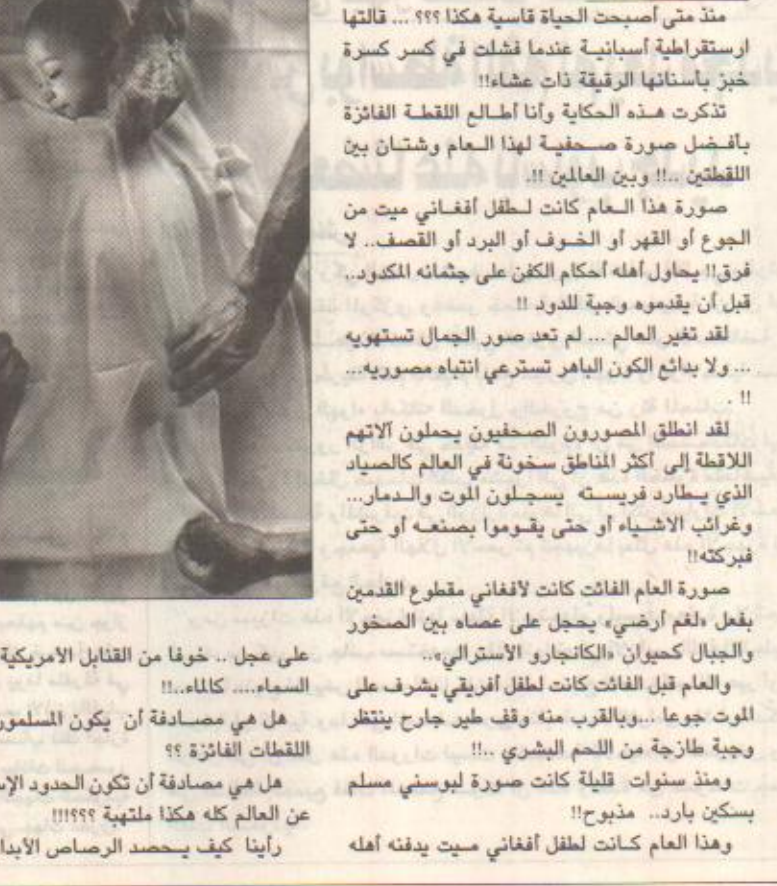 منذ متى أصبحت الحياة قاسية هكذا ؟؟؟ ... قالتها
ارستقراطية أسبانية عندما فشلت في كسر كسرة
خبز بأسنانها الرقيقة ذات عشاء!!
تذكرت هذه الحكاية وأنا أطالع اللقطة الفائزة
بأفضل صورة صحفية لهذا العام وشتان بين
اللقطتين ..!! وبين العالمين !!.
صورة هذا العام كانت لطفل أفغاني ميت من
الجوع أو القهر أو الخوف أو البرد أو القصف.. لا
فرق!! يحاول أهله أحكام الكفن على جثمانه المكدود..
قبل أن يقدموه وجبة للدود !!
لقد تغير العالم ... لم تعد صور الجمال تستهويه
... ولا بدائع الكون الباهر تسترعي انتباه مصوريه...
!! .
لقد انطلق المصورون الصحفيون يحملون آلاتهم
اللاقطة إلى أكثر المناطق سخونة في العالم كالصياد
الذي يطارد فريسته يسجلون الموت والدمار...
وغرائب الاشياء أو حتى يقوموا بصنعه أو حتى
فبركته!!
صورة العام الفائت كانت لأفغاني مقطوع القدمين
بفعل «لغم أرضي» يحجل على عصاه بين الصخور
والجبال كحيوان «الكانجارو الاسترالي»..
والعام قبل الفائت كانت لطفل أفريقي يشرف على
الموت جوعا ...وبالقرب منه وقف طير جارح ينتظر
وجبة طازجة من اللحم البشري ..!!
ومنذ سنوات قليلة كانت صورة لبوسني مسلم
بسكين بارد.. مذبوح!!
وهذا العام كانت لطفل أفغاني ميت يدفنه أهله
على عجل .. خوفا من القنابل الأمريكية
السماء.... كالماء..!!
هل هي مصادفة أن يكون المسلمون
اللقطات الفائزة ؟؟
هل هي مصادفة أن تكون الحدود
عن العالم كله هكذا ملتهبة ؟؟؟!!!
رأينا كيف يحصد الرصاص